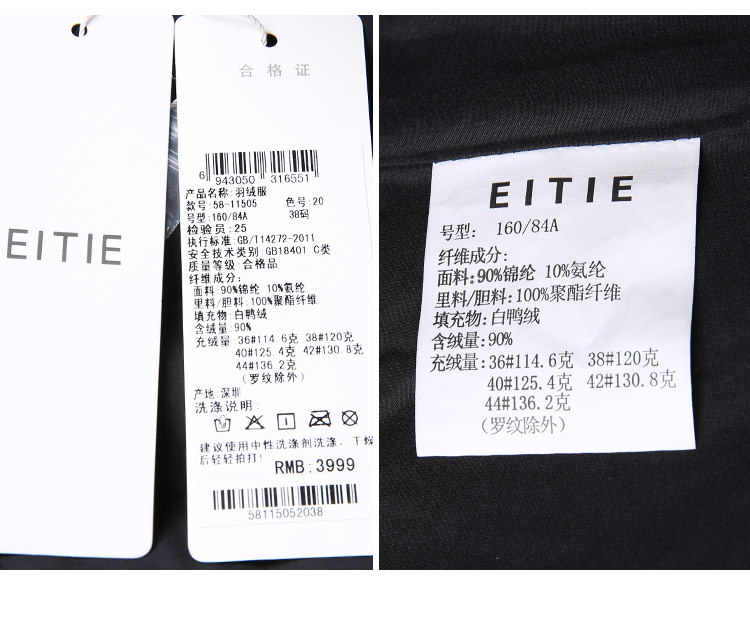 EITIE
合格证
6 943050 316551
产品名称:羽绒服
款号:58-11505 色号:20
号型:160/84A 38码
检验员:25
执行标准:GB/T14272-2011
安全技术类别:GB18401 C类
质量等级:合格品
纤维成分:
面料:90%锦纶 10%氨纶
里料/胆料:100%聚酯纤维
填充物:白鸭绒
含绒量:90%
充绒量:36#114.6克 38#120克
40#125.4克 42#130.8克
44#136.2克
(罗纹除外)
产地:深圳
洗涤说明:
建议使用中性洗涤剂洗涤、干燥
后轻轻拍打!
RMB:3999
58115052038
EITIE
号型: 160/84A
纤维成分:
面料:90%锦纶 10%氨纶
里料/胆料:100%聚酯纤维
填充物:白鸭绒
含绒量:90%
充绒量:36#114.6克 38#120克
40#125.4克 42#130.8克
44#136.2克
(罗纹除外)